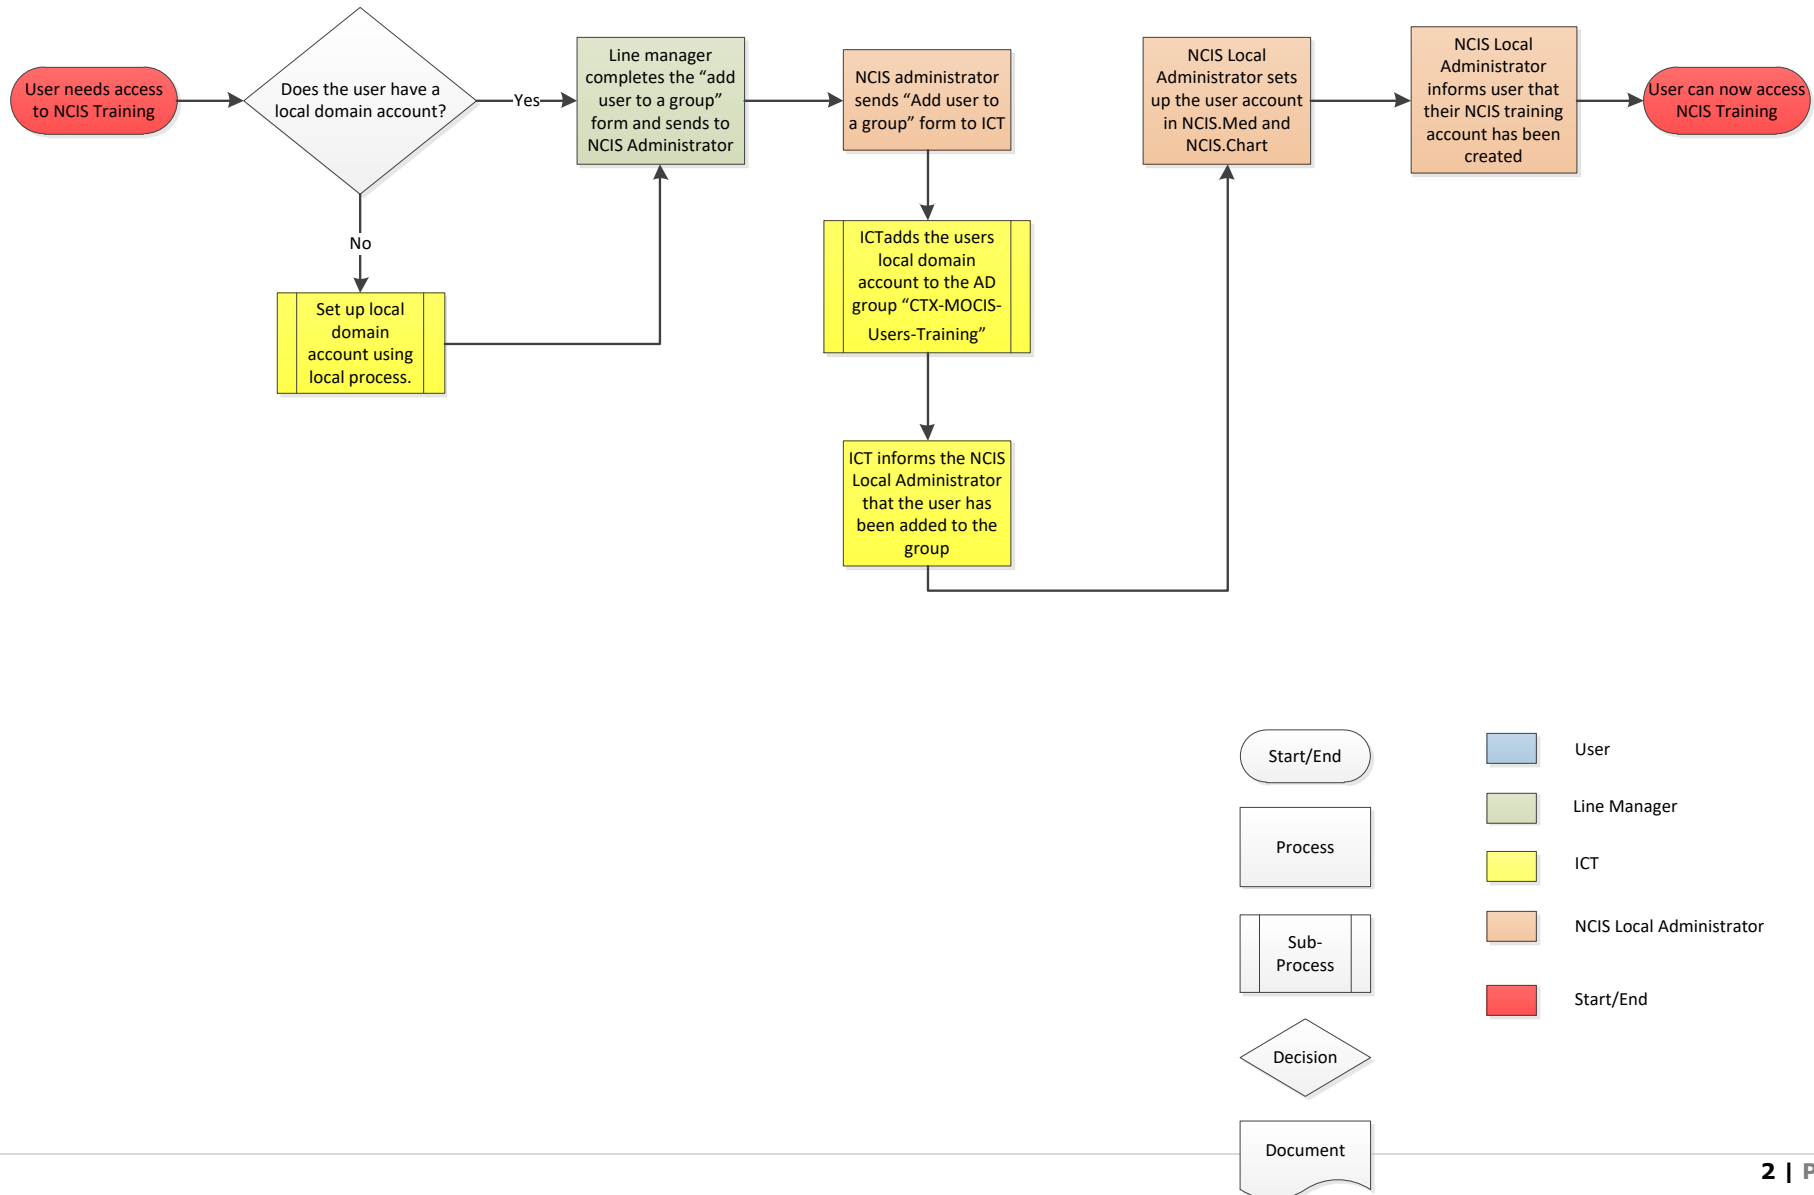 User needs access
to NCIS Training
Does the user have a
local domain account?
Yes
No
Set up local
domain
account using
local process.
Line manager
completes the “add
user to a group”
form and sends to
NCIS Administrator
NCIS administrator
sends “Add user to
a group” form to ICT
ICTadds the users
local domain
account to the AD
group “CTX-MOCIS-
Users-Training”
ICT informs the NCIS
Local Administrator
that the user has
been added to the
group
NCIS Local
Administrator sets
up the user account
in NCIS.Med and
NCIS.Chart
NCIS Local
Administrator
informs user that
their NCIS training
account has been
created
User can now access
NCIS Training
Start/End
Process
Sub-
Process
Decision
Document
User
Line Manager
ICT
NCIS Local Administrator
Start/End
2 | P